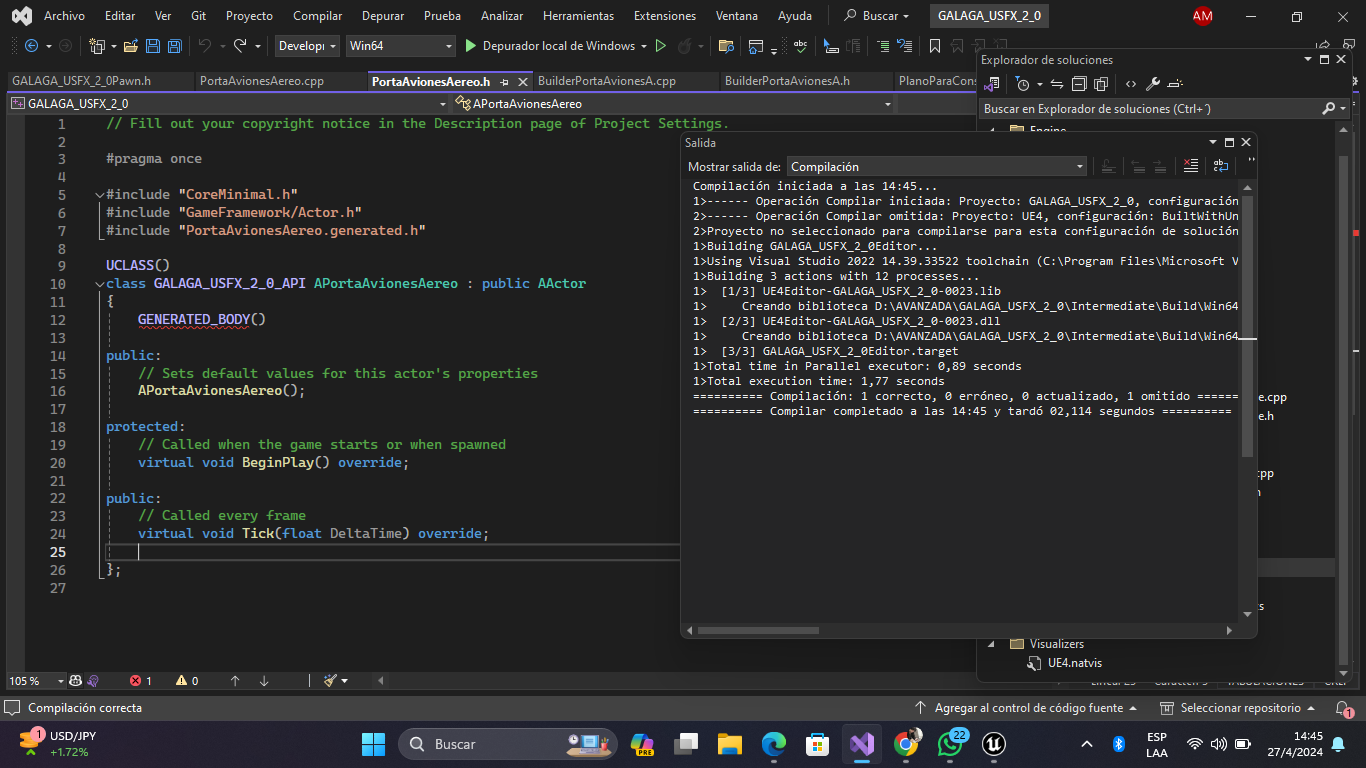 Archivo Editar Ver Git Proyecto Compilar Depurar Prueba Analizar Herramientas Extensiones Ventana Ayuda Buscar GALAGA_USFX_2_0 AM
Develop Win64 Depurador local de Windows
GALAGA_USFX_2_0Pawn.h PortaAvionesAereo.cpp PortaAvionesAereo.h BuilderPortaAvionesA.cpp BuilderPortaAvionesA.h PlanoParaCons
GALAGA_USFX_2_0 APortaAvionesAereo
1 // Fill out your copyright notice in the Description page of Project Settings.
2
3 #pragma once
4
5 #include "CoreMinimal.h"
6 #include "GameFramework/Actor.h"
7 #include "PortaAvionesAereo.generated.h"
8
9 UCLASS()
10 class GALAGA_USFX_2_0_API APortaAvionesAereo : public AActor
11 {
12 GENERATED_BODY()
13
14 public:
15 // Sets default values for this actor's properties
16 APortaAvionesAereo();
17
18 protected:
19 // Called when the game starts or when spawned
20 virtual void BeginPlay() override;
21
22 public:
23 // Called every frame
24 virtual void Tick(float DeltaTime) override;
25
26 };
27
Explorador de soluciones
Buscar en Explorador de soluciones (Ctrl+´)
Engine
Salida
Mostrar salida de: Compilación
Compilación iniciada a las 14:45...
1>------ Operación Compilar iniciada: Proyecto: GALAGA_USFX_2_0, configuración
2>------ Operación Compilar omitida: Proyecto: UE4, configuración: BuiltWithUn
2>Proyecto no seleccionado para compilarse para esta configuración de solución
1>Building GALAGA_USFX_2_0Editor...
1>Using Visual Studio 2022 14.39.33522 toolchain (C:\Program Files\Microsoft V
1>Building 3 actions with 12 processes...
1> [1/3] UE4Editor-GALAGA_USFX_2_0-0023.lib
1> Creando biblioteca D:\AVANZADA\GALAGA_USFX_2_0\Intermediate\Build\Win64
1> [2/3] UE4Editor-GALAGA_USFX_2_0-0023.dll
1> Creando biblioteca D:\AVANZADA\GALAGA_USFX_2_0\Intermediate\Build\Win64
1> [3/3] GALAGA_USFX_2_0Editor.target
1>Total time in Parallel executor: 0,89 seconds
1>Total execution time: 1,77 seconds
========== Compilación: 1 correcto, 0 erróneo, 0 actualizado, 1 omitido ======
========== Compilar completado a las 14:45 y tardó 02,114 segundos ==========
e.cpp
e.h
cpp
Visualizers
UE4.natvis
105 % 1 0
Compilación correcta Agregar al control de código fuente Seleccionar repositorio 1
1 USD/JPY
+1.72%
Buscar PRE 22
ESP
LAA
14:45
27/4/2024